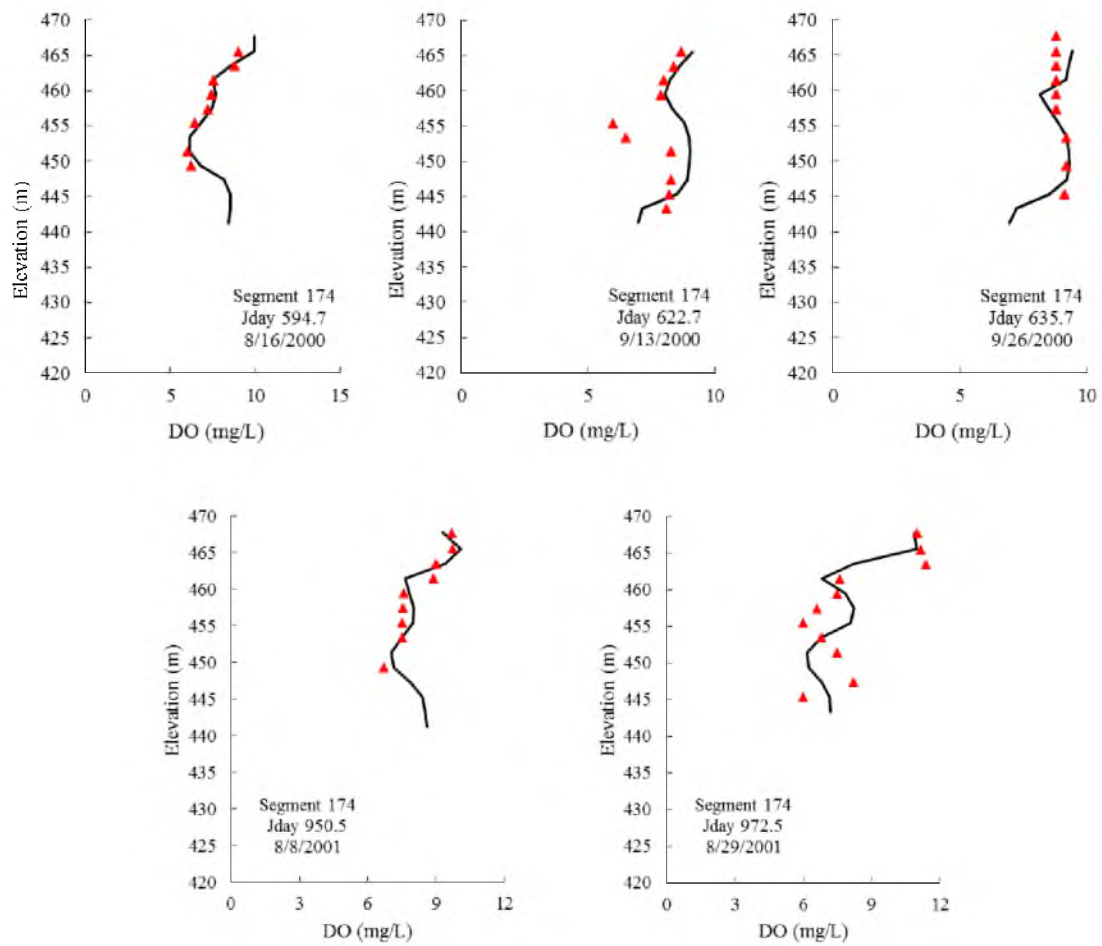 470
465
460
455
450
445
440
435
430
425
420
Elevation (m)
0 5 10 15
DO (mg/L)
Segment 174
Jday 594.7
8/16/2000
470
465
460
455
450
445
440
435
430
425
420
Elevation (m)
0 5 10
DO (mg/L)
Segment 174
Jday 622.7
9/13/2000
470
465
460
455
450
445
440
435
430
425
420
Elevation (m)
0 5 10
DO (mg/L)
Segment 174
Jday 635.7
9/26/2000
470
465
460
455
450
445
440
435
430
425
420
Elevation (m)
0 3 6 9 12
DO (mg/L)
Segment 174
Jday 950.5
8/8/2001
470
465
460
455
450
445
440
435
430
425
420
Elevation (m)
0 3 6 9 12
DO (mg/L)
Segment 174
Jday 972.5
8/29/2001